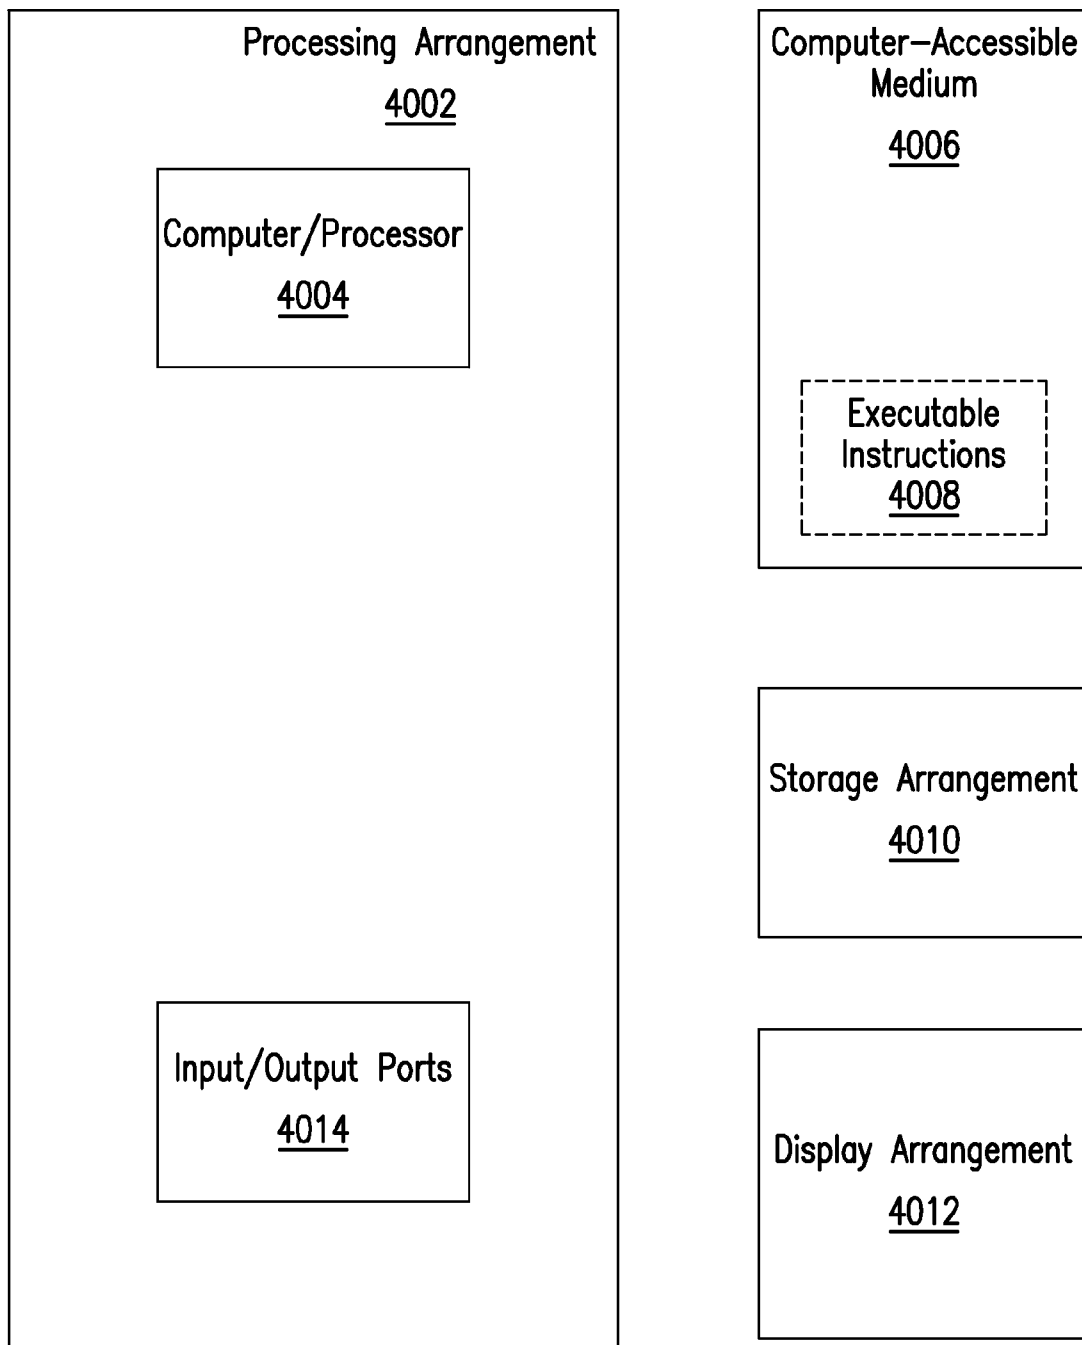 Processing Arrangement
4002
Computer/Processor
4004
Input/Output Ports
4014
Computer-Accessible
Medium
4006
Executable
Instructions
4008
Storage Arrangement
4010
Display Arrangement
4012